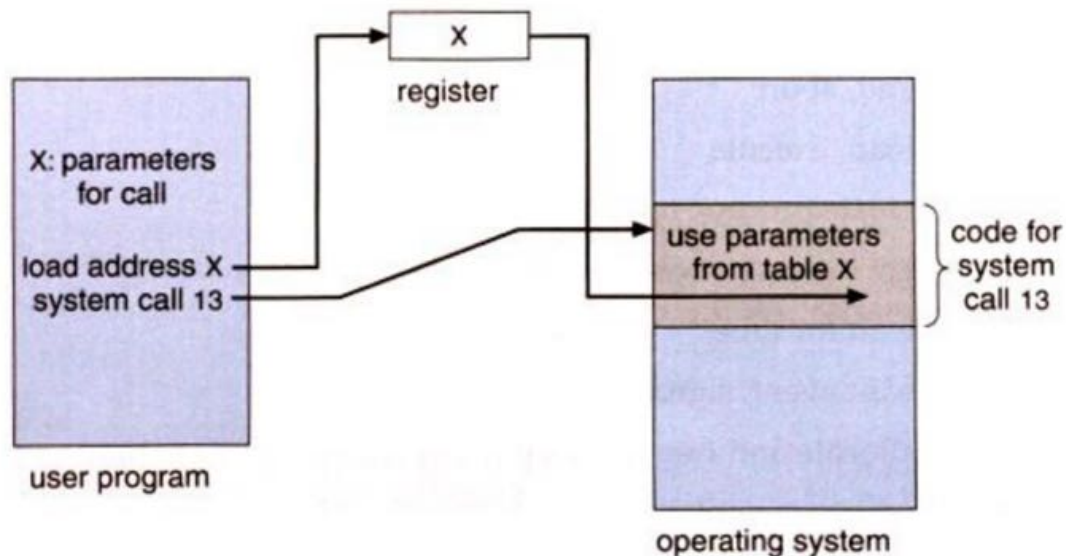 X
register
X: parameters
for call
load address X
system call 13
user program
use parameters
from table X
code for
system
call 13
operating system